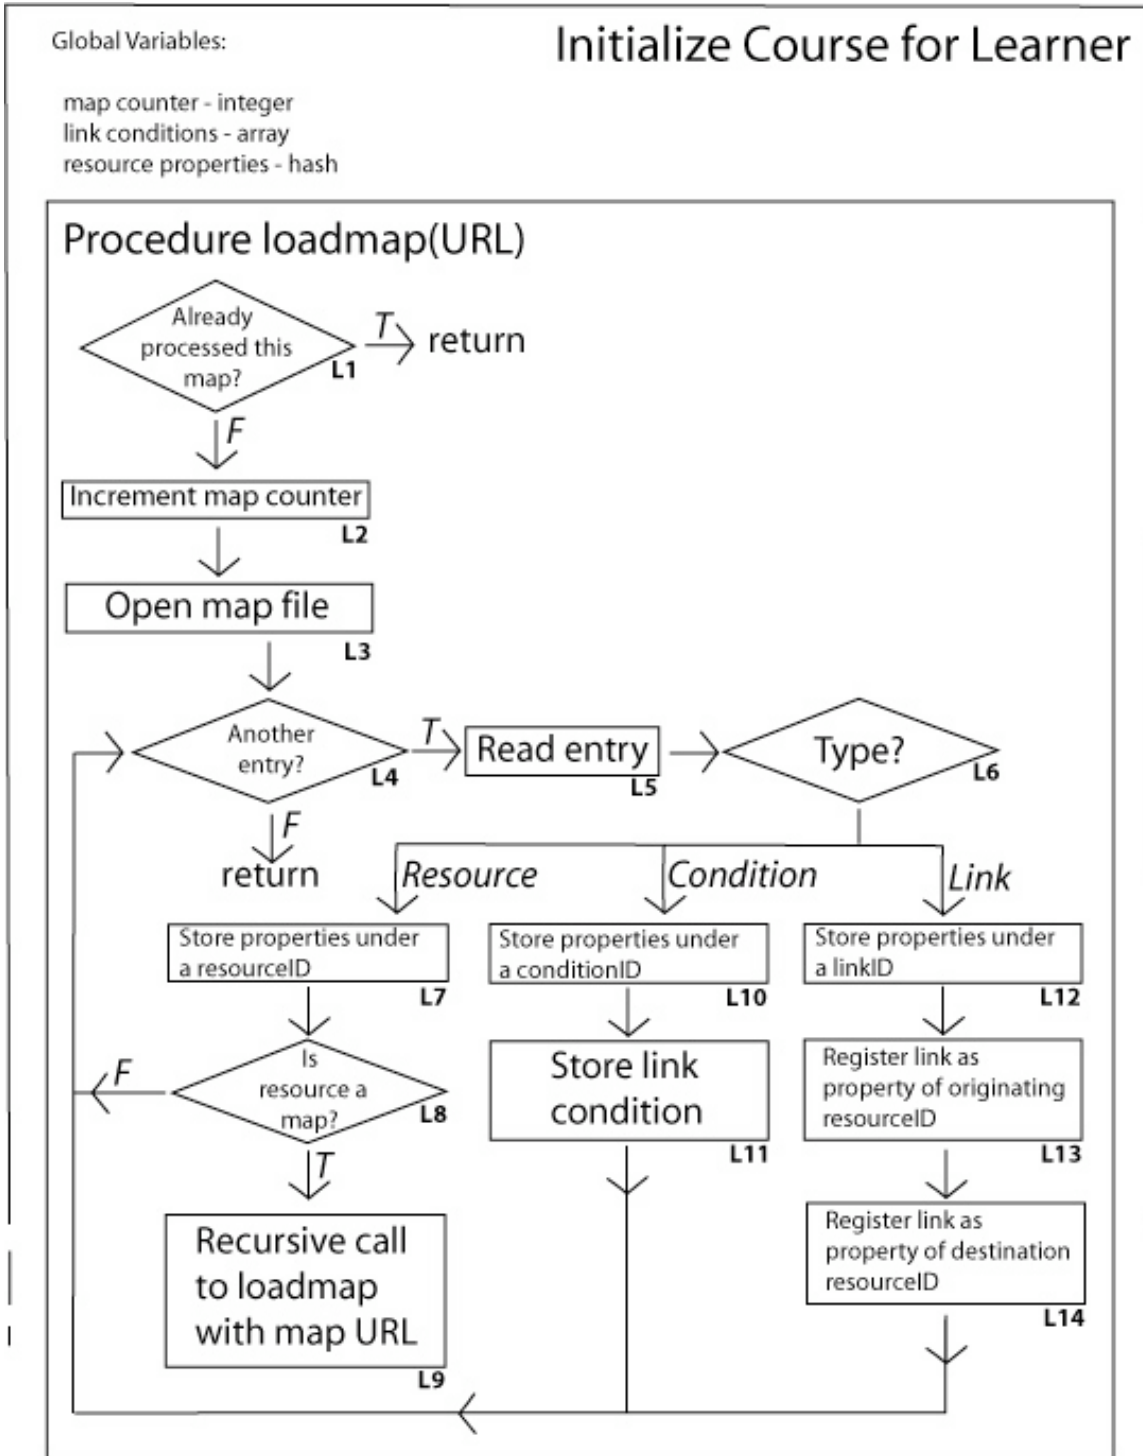 Global Variables:
Initialize Course for Learner
map counter - integer
link conditions - array
resource properties - hash
Procedure loadmap(URL)
Already
processed this
map?
L1
T
return
F
Increment map counter
L2
Open map file
L3
Another
entry?
L4
T
Read entry
L5
Type?
L6
F
return
Resource
Condition
Link
Store properties under
a resourceID
L7
Store properties under
a conditionID
L10
Store properties under
a linkID
L12
F
Is
resource a
map?
L8
Store link
condition
L11
Register link as
property of originating
resourceID
L13
T
Recursive call
to loadmap
with map URL
L9
Register link as
property of destination
resourceID
L14